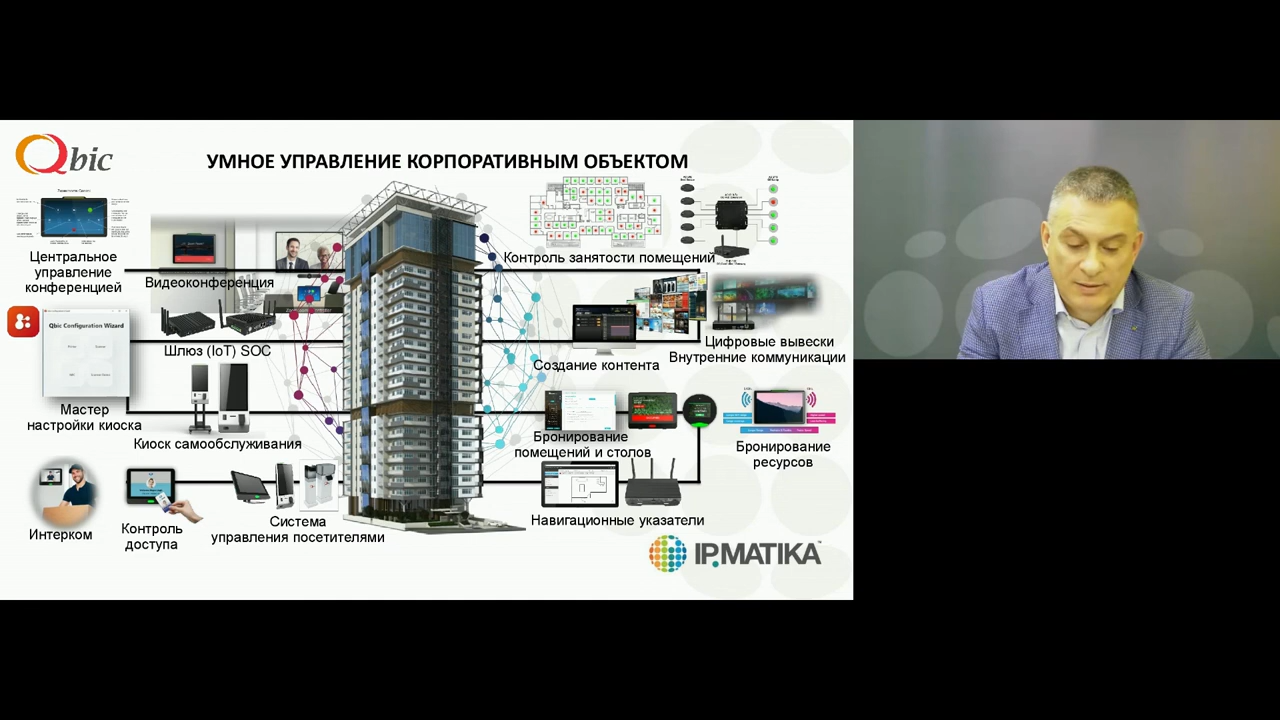 Qbic
УМНОЕ УПРАВЛЕНИЕ КОРПОРАТИВНЫМ ОБЪЕКТОМ
Центральное
управление
конференцией
Видеоконференция
Контроль занятости помещений
Qbic Configuration Wizard
Шлюз (IoT) SOC
Создание контента
Цифровые вывески
Внутренние коммуникации
Мастер
настройки киоска
Киоск самообслуживания
Бронирование
помещений и столов
Бронирование
ресурсов
Интерком
Контроль
доступа
Система
управления посетителями
Навигационные указатели
IPMATIKA